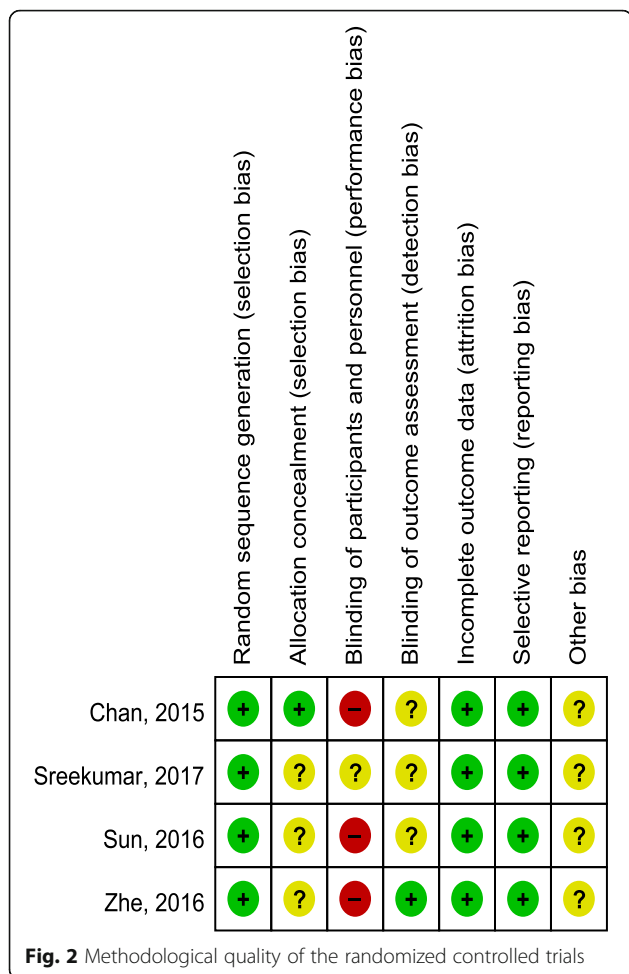 Random sequence generation (selection bias)
Allocation concealment (selection bias)
Blinding of participants and personnel (performance bias)
Blinding of outcome assessment (detection bias)
Incomplete outcome data (attrition bias)
Selective reporting (reporting bias)
Other bias
Chan, 2015 + + – ? + + ?
Sreekumar, 2017 + ? ? ? + + ?
Sun, 2016 + ? – ? + + ?
Zhe, 2016 + ? – + + + ?
Fig. 2 Methodological quality of the randomized controlled trials